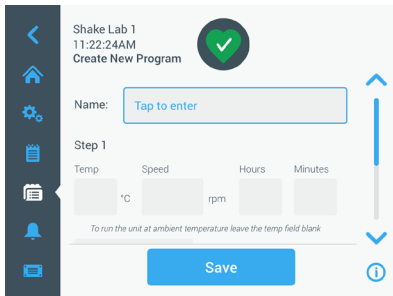 Shake Lab 1
11:22:24AM
Create New Program
Name: Tap to enter
Step 1
Temp Speed Hours Minutes
°C rpm
To run the unit at ambient temperature leave the temp field blank
Save